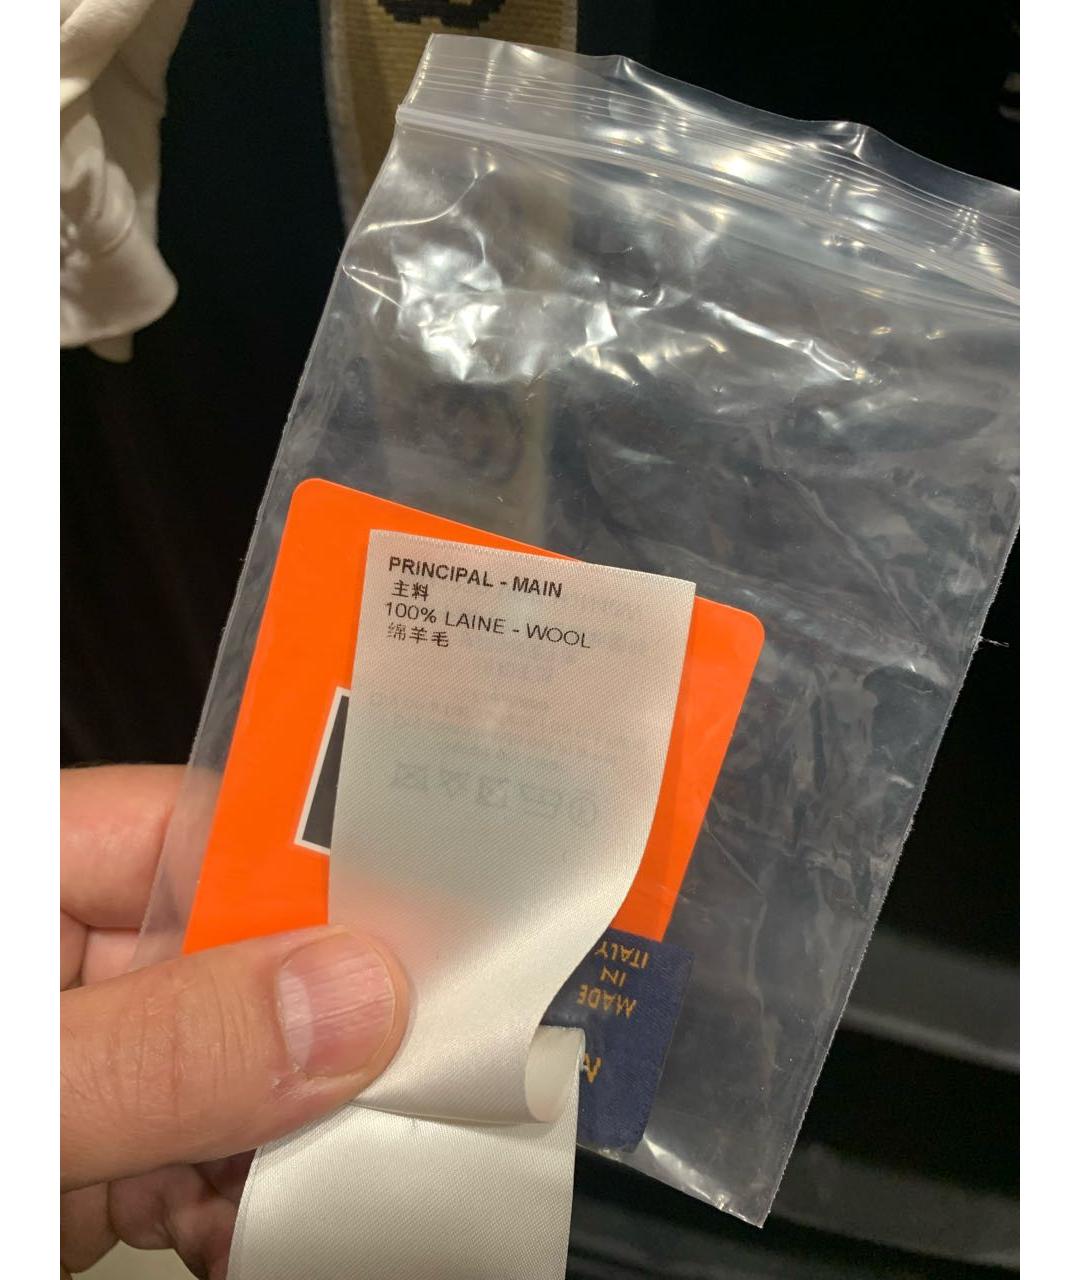 PRINCIPAL - MAIN
主料
100% LAINE - WOOL
绵羊毛
MADE
IN
ITALY